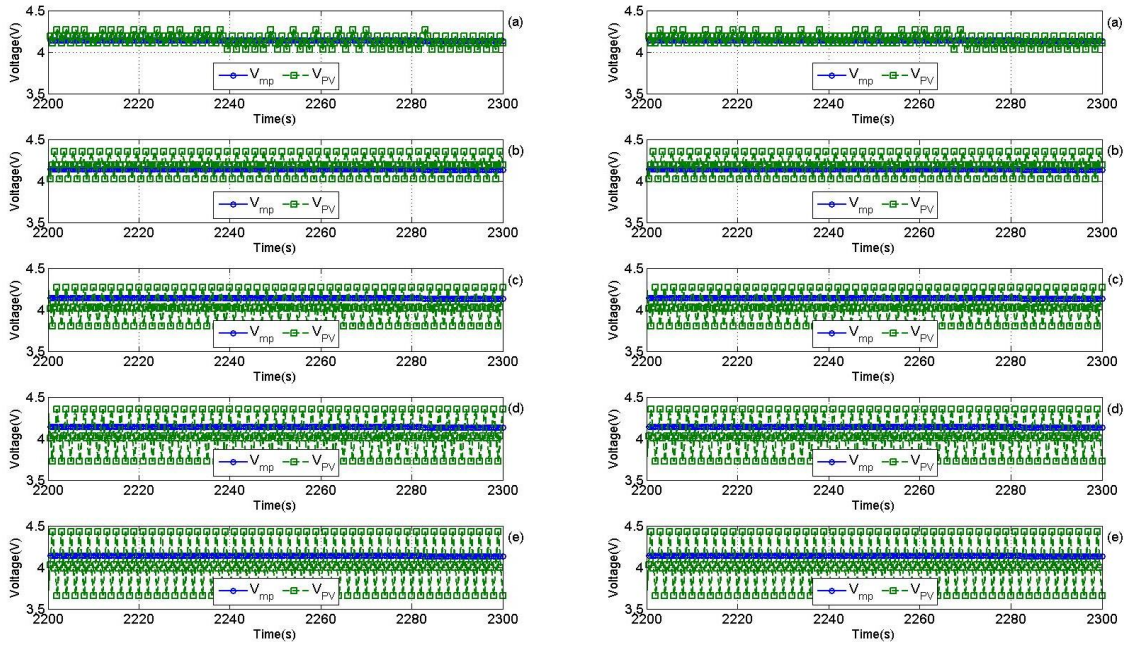 4.5 (a) 4.5 (a)
Voltage(V) 4 Voltage(V) 4
V_mp V_PV V_mp V_PV
3.5 3.5
2200 2220 2240 2260 2280 2300 2200 2220 2240 2260 2280 2300
Time(s) Time(s)
4.5 (b) 4.5 (b)
Voltage(V) 4 Voltage(V) 4
V_mp V_PV V_mp V_PV
3.5 3.5
2200 2220 2240 2260 2280 2300 2200 2220 2240 2260 2280 2300
Time(s) Time(s)
4.5 (c) 4.5 (c)
Voltage(V) 4 Voltage(V) 4
V_mp V_PV V_mp V_PV
3.5 3.5
2200 2220 2240 2260 2280 2300 2200 2220 2240 2260 2280 2300
Time(s) Time(s)
4.5 (d) 4.5 (d)
Voltage(V) 4 Voltage(V) 4
V_mp V_PV V_mp V_PV
3.5 3.5
2200 2220 2240 2260 2280 2300 2200 2220 2240 2260 2280 2300
Time(s) Time(s)
4.5 (e) 4.5 (e)
Voltage(V) 4 Voltage(V) 4
V_mp V_PV V_mp V_PV
3.5 3.5
2200 2220 2240 2260 2280 2300 2200 2220 2240 2260 2280 2300
Time(s) Time(s)